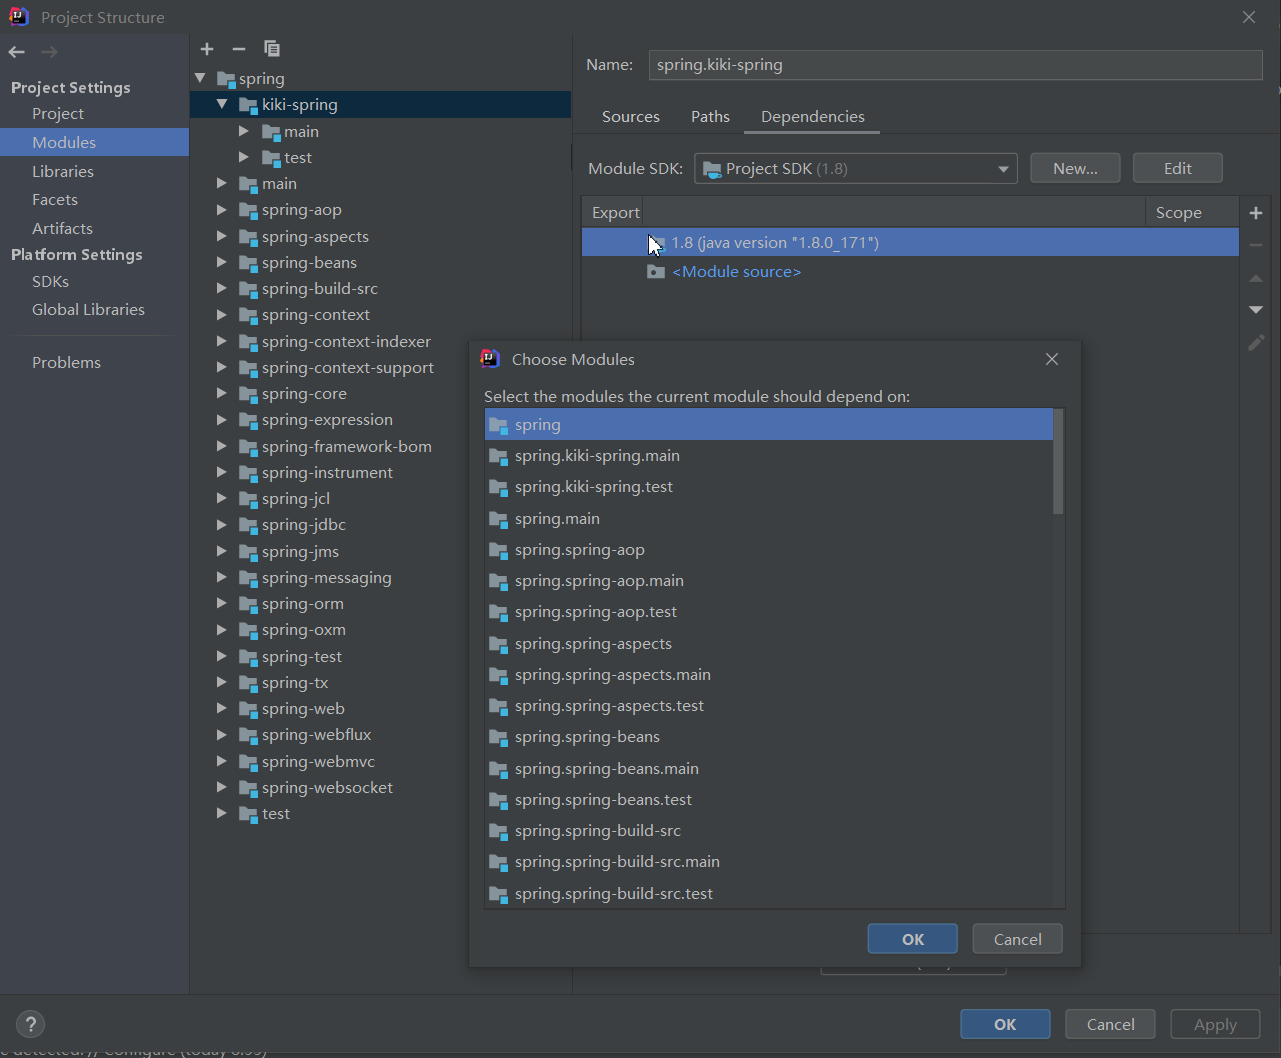 Project Structure
Project Settings
Project
Modules
Libraries
Facets
Artifacts
Platform Settings
SDKs
Global Libraries
Problems
spring
kiki-spring
main
test
main
spring-aop
spring-aspects
spring-beans
spring-build-src
spring-context
spring-context-indexer
spring-context-support
spring-core
spring-expression
spring-framework-bom
spring-instrument
spring-jcl
spring-jdbc
spring-jms
spring-messaging
spring-orm
spring-oxm
spring-test
spring-tx
spring-web
spring-webflux
spring-webmvc
spring-websocket
test
Name: spring.kiki-spring
Sources Paths Dependencies
Module SDK: Project SDK (1.8) New... Edit
Export Scope
1.8 (java version "1.8.0_171")
<Module source>
Choose Modules
Select the modules the current module should depend on:
spring
spring.kiki-spring.main
spring.kiki-spring.test
spring.main
spring.spring-aop
spring.spring-aop.main
spring.spring-aop.test
spring.spring-aspects
spring.spring-aspects.main
spring.spring-aspects.test
spring.spring-beans
spring.spring-beans.main
spring.spring-beans.test
spring.spring-build-src
spring.spring-build-src.main
spring.spring-build-src.test
OK Cancel
? OK Cancel Apply